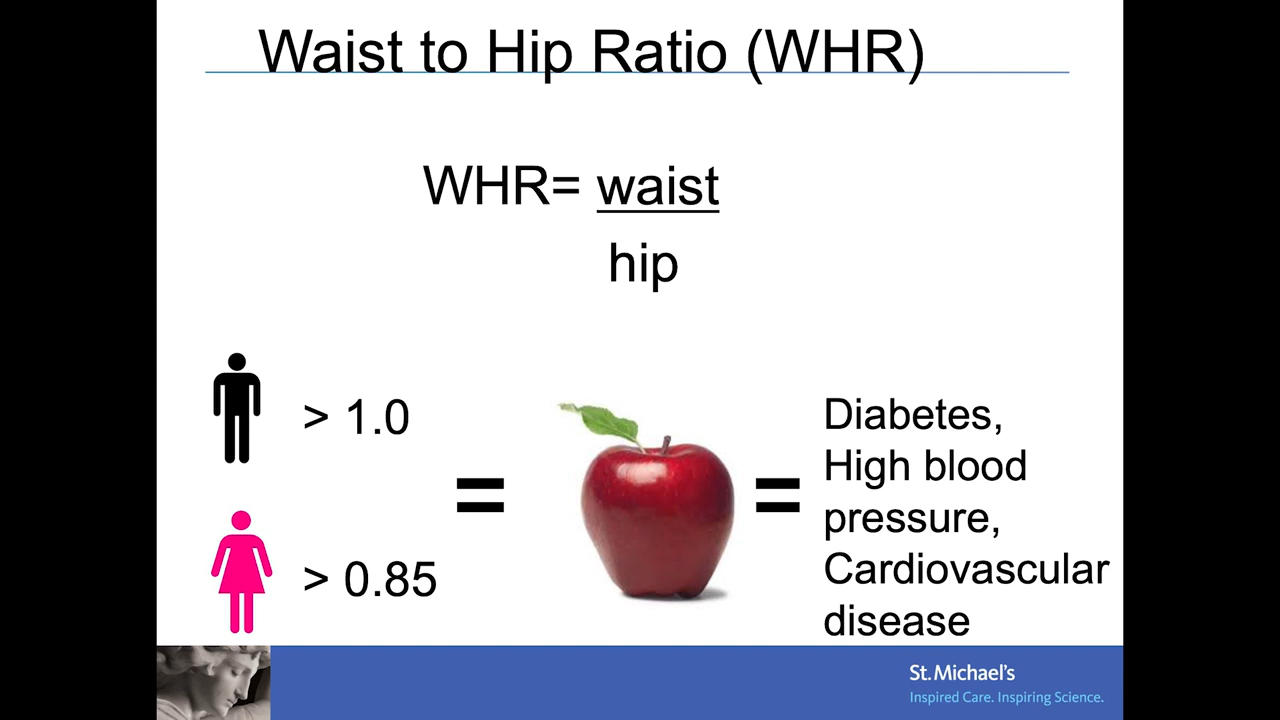 Waist to Hip Ratio (WHR)
WHR= waist
hip
> 1.0
> 0.85
=
=
Diabetes,
High blood
pressure,
Cardiovascular
disease
St. Michael's
Inspired Care. Inspiring Science.